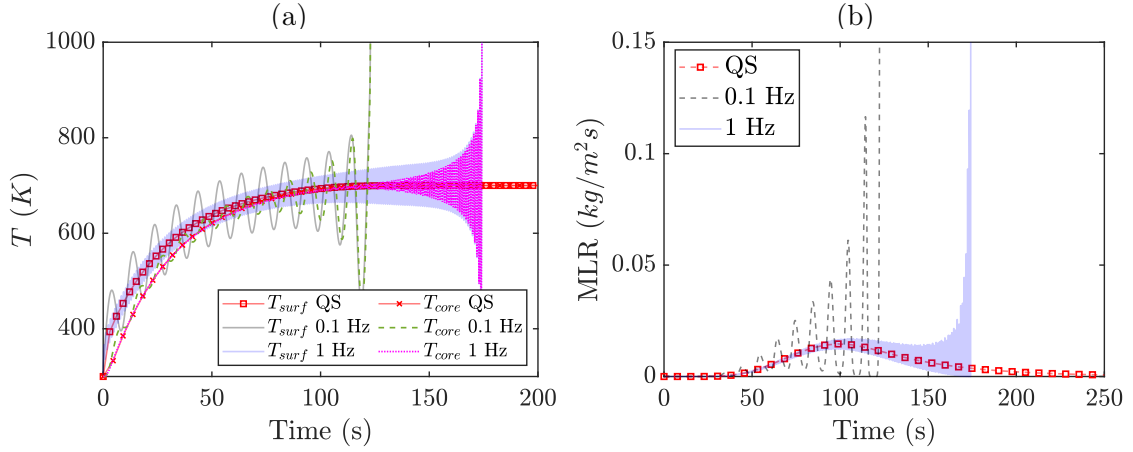 (a)
1000
800
600
400
T (K)
0
50
100
150
200
Time (s)
T_surf QS
T_surf 0.1 Hz
T_surf 1 Hz
T_core QS
T_core 0.1 Hz
T_core 1 Hz
(b)
0.15
0.1
0.05
0
MLR (kg/m²s)
0
50
100
150
200
250
Time (s)
QS
0.1 Hz
1 Hz